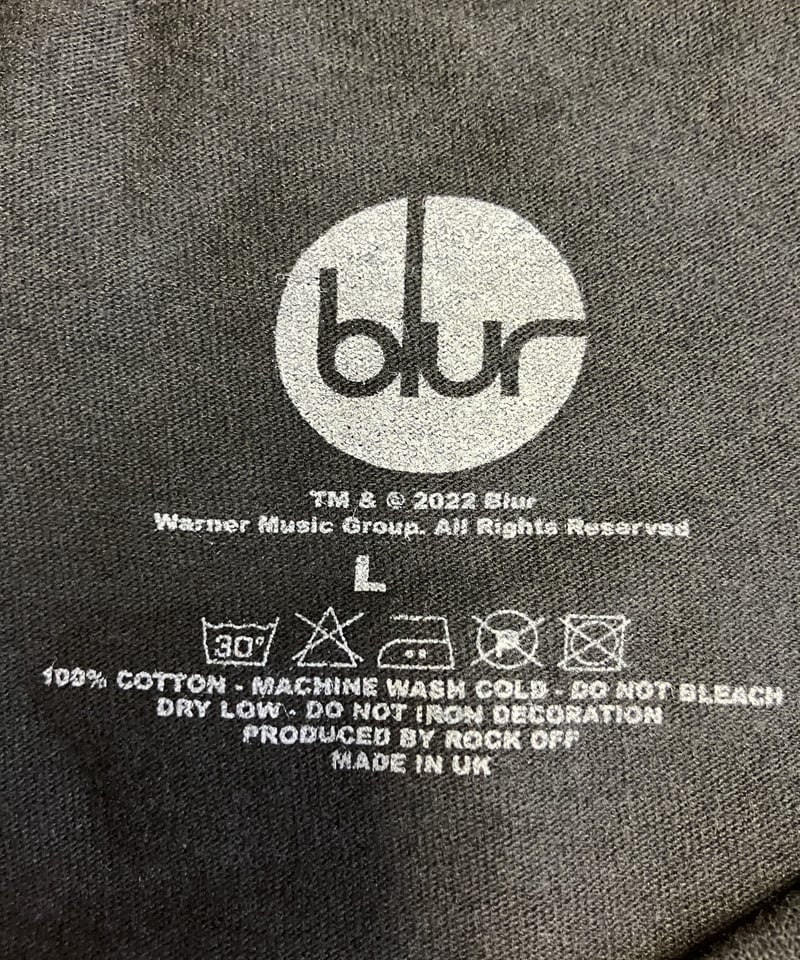 blur
TM & © 2022 Blur
Warner Music Group. All Rights Reserved
L
30°
100% COTTON - MACHINE WASH COLD - DO NOT BLEACH
DRY LOW - DO NOT IRON DECORATION
PRODUCED BY ROCK OFF
MADE IN UK